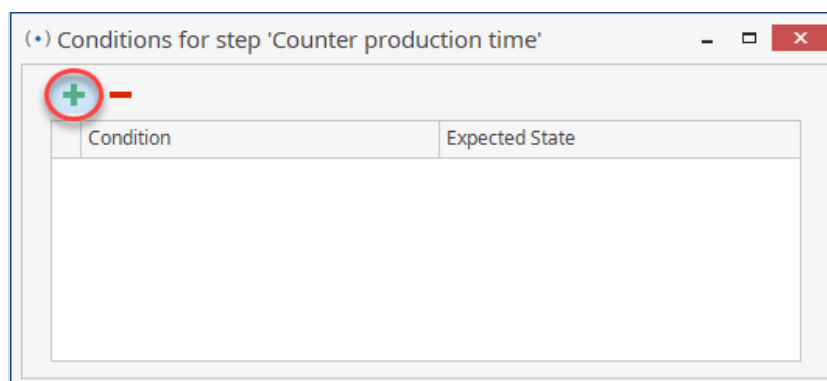 Conditions for step 'Counter production time'
Condition Expected State